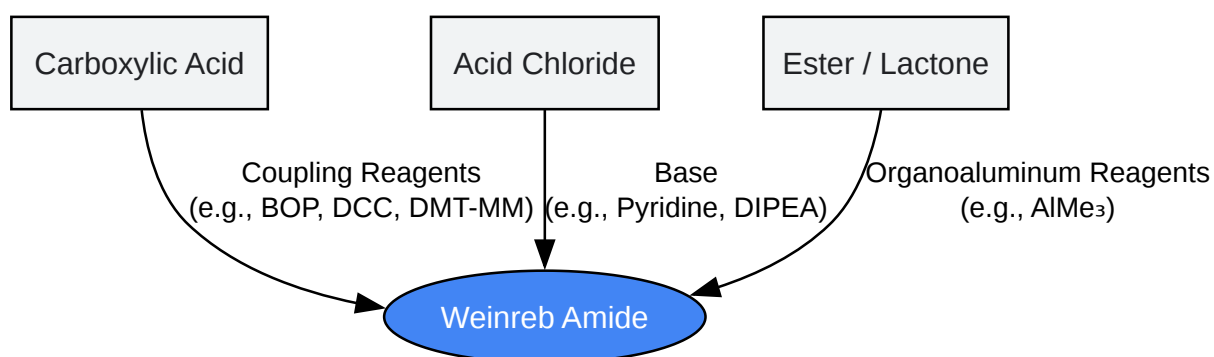 Carboxylic Acid
Acid Chloride
Ester / Lactone
Coupling Reagents
(e.g., BOP, DCC, DMT-MM)
Base
(e.g., Pyridine, DIPEA)
Organoaluminum Reagents
(e.g., AlMe₃)
Weinreb Amide